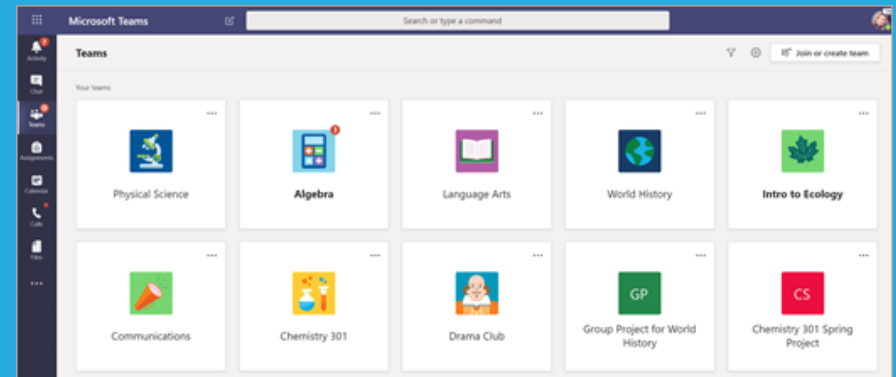 Microsoft Teams
Search or type a command
Activity
Teams
Join or create team
Chat
Your teams
Teams
Assignments
Calendar
Calls
Files
Physical Science
Algebra
3
Language Arts
World History
Intro to Ecology
Communications
Chemistry 301
Drama Club
GP
Group Project for World
History
CS
Chemistry 301 Spring
Project